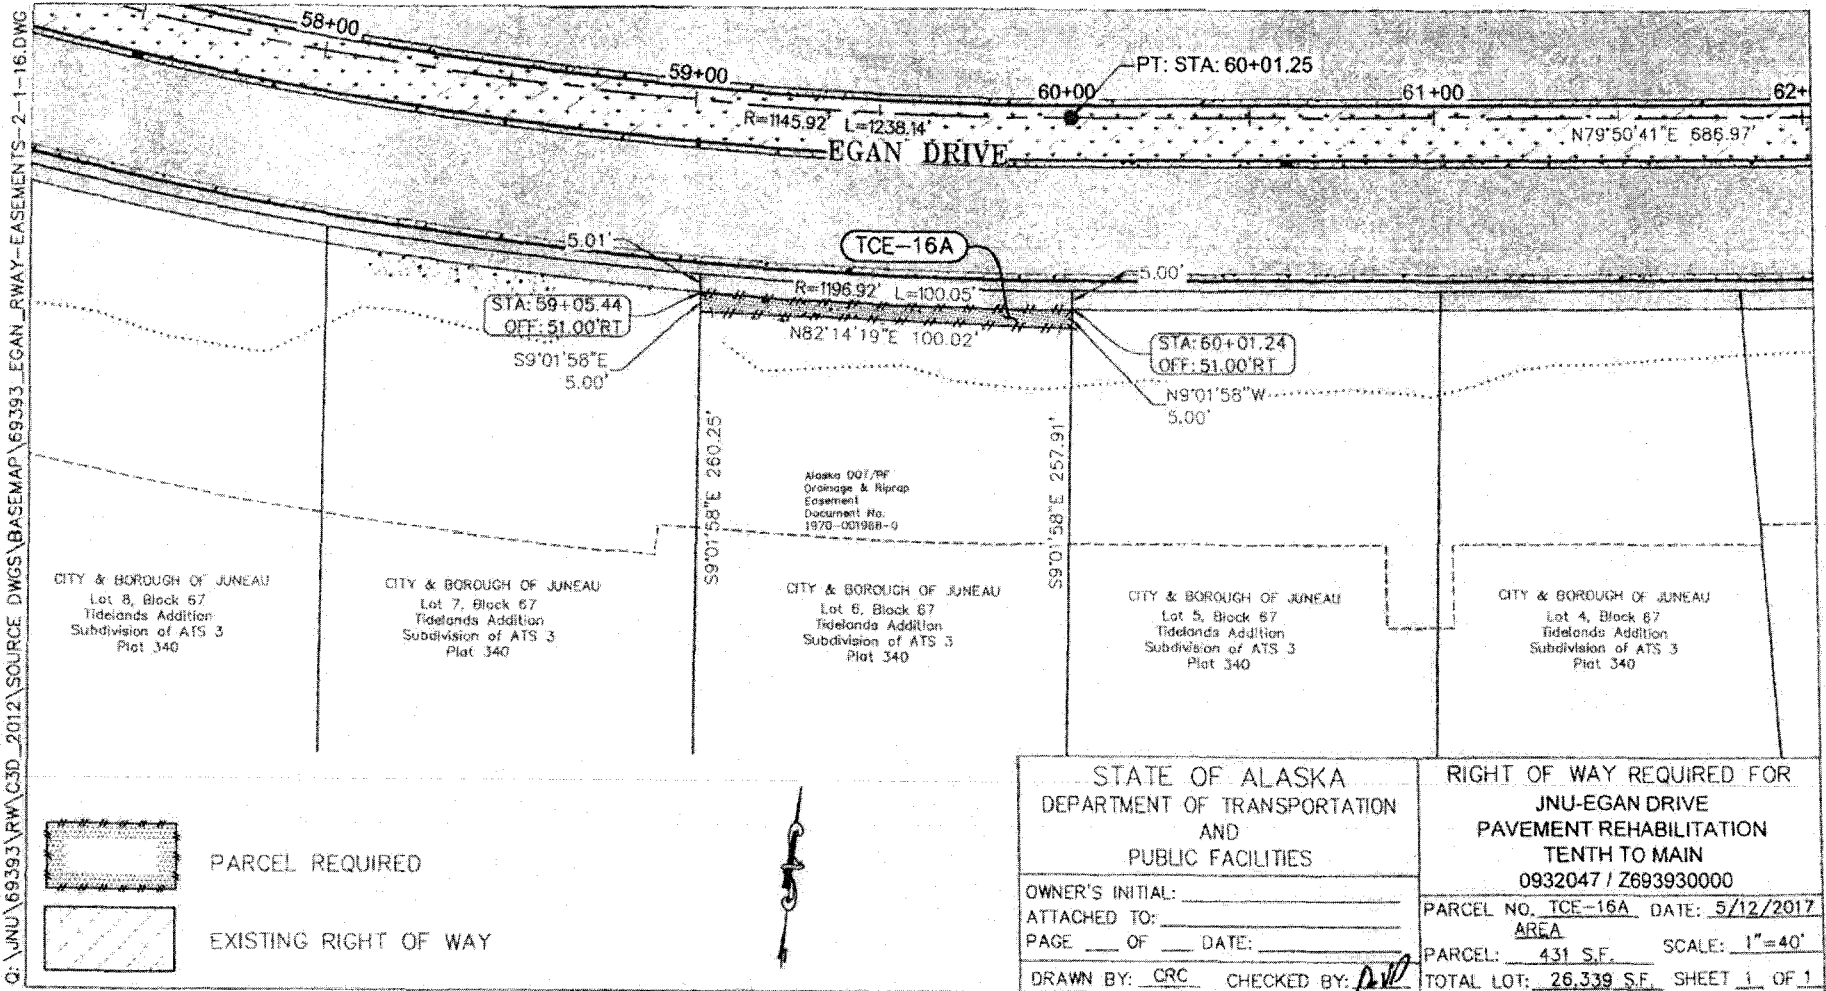 Q:\JNU\69393\RW\C3D_2012\SOURCE DWGS\BASEMAP\69393_EGAN_RWAY-EASEMENTS-2-1-16.DWG
58+00
59+00
60+00
PT: STA: 60+01.25
61+00
62+
R=1145.92' L=1238.14'
N79°50'41"E 686.97'
EGAN DRIVE
5.01'
TCE-16A
5.00'
R=1196.92' L=100.05'
STA: 59+05.44
OFF: 51.00'RT
N82°14'19"E 100.02'
STA: 60+01.24
OFF: 51.00'RT
S9°01'58"E
5.00'
N9°01'58"W
5.00'
S9°01'58"E 260.25'
S9°01'58"E 257.91'
Alaska DOT/PF
Drainage & Riprap
Easement
Document No.
1970-001988-0
CITY & BOROUGH OF JUNEAU
Lot 8, Block 67
Tidelands Addition
Subdivision of ATS 3
Plat 340
CITY & BOROUGH OF JUNEAU
Lot 7, Block 67
Tidelands Addition
Subdivision of ATS 3
Plat 340
CITY & BOROUGH OF JUNEAU
Lot 6, Block 67
Tidelands Addition
Subdivision of ATS 3
Plat 340
CITY & BOROUGH OF JUNEAU
Lot 5, Block 67
Tidelands Addition
Subdivision of ATS 3
Plat 340
CITY & BOROUGH OF JUNEAU
Lot 4, Block 67
Tidelands Addition
Subdivision of ATS 3
Plat 340
PARCEL REQUIRED
EXISTING RIGHT OF WAY
STATE OF ALASKA
DEPARTMENT OF TRANSPORTATION
AND
PUBLIC FACILITIES
OWNER'S INITIAL:
ATTACHED TO:
PAGE ___ OF ___ DATE:
DRAWN BY: CRC CHECKED BY:
RIGHT OF WAY REQUIRED FOR
JNU-EGAN DRIVE
PAVEMENT REHABILITATION
TENTH TO MAIN
0932047 / Z693930000
PARCEL NO. TCE-16A DATE: 5/12/2017
AREA
PARCEL: 431 S.F. SCALE: 1"=40'
TOTAL LOT: 26,339 S.F. SHEET 1 OF 1